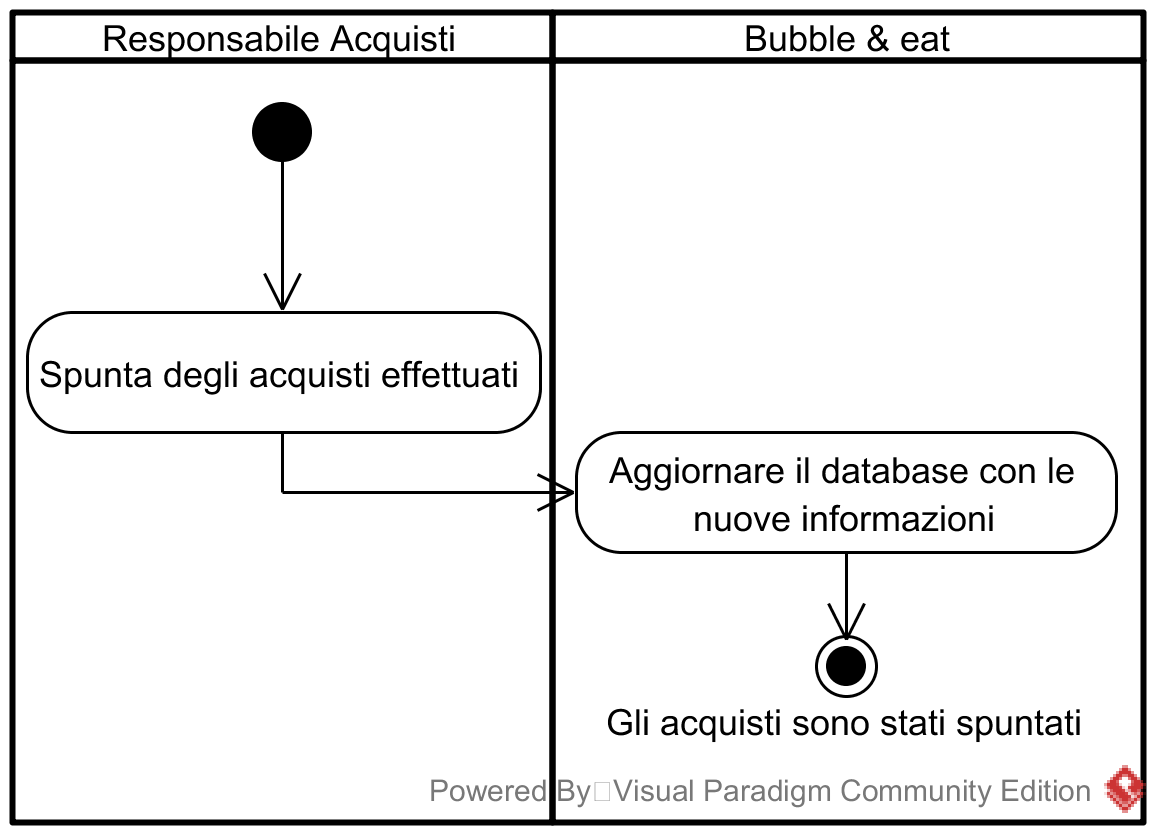 Responsabile Acquisti
Bubble & eat
Spunta degli acquisti effettuati
Aggiornare il database con le
nuove informazioni
Gli acquisti sono stati spuntati
Powered By Visual Paradigm Community Edition